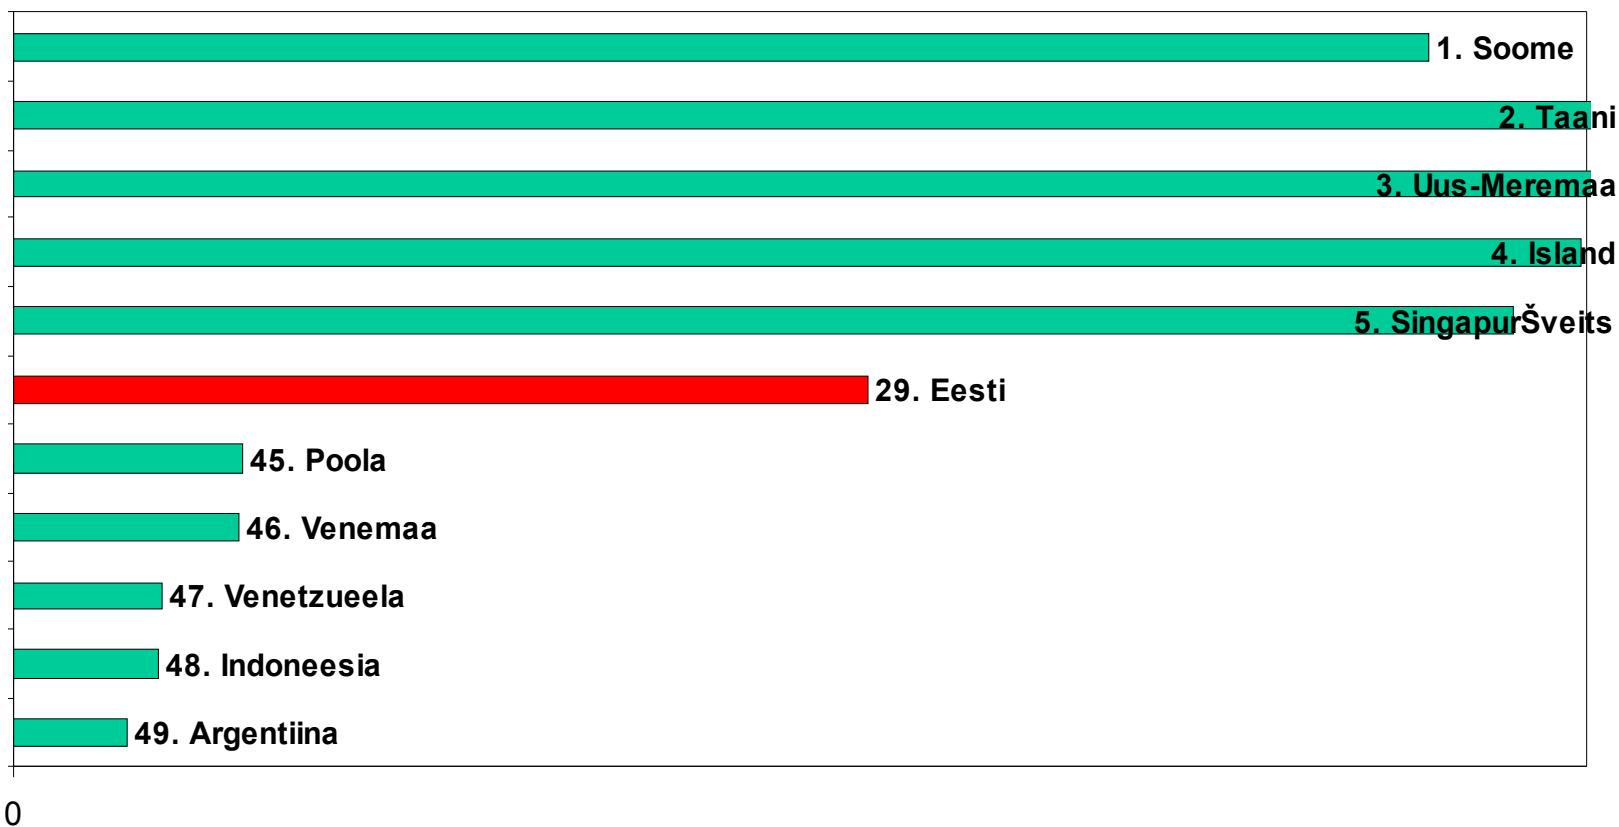 1. Soome
2. Taani
3. Uus-Meremaa
4. Island
5. SingapurŠveits
29. Eesti
45. Poola
46. Venemaa
47. Venetzueela
48. Indoneesia
49. Argentiina
0